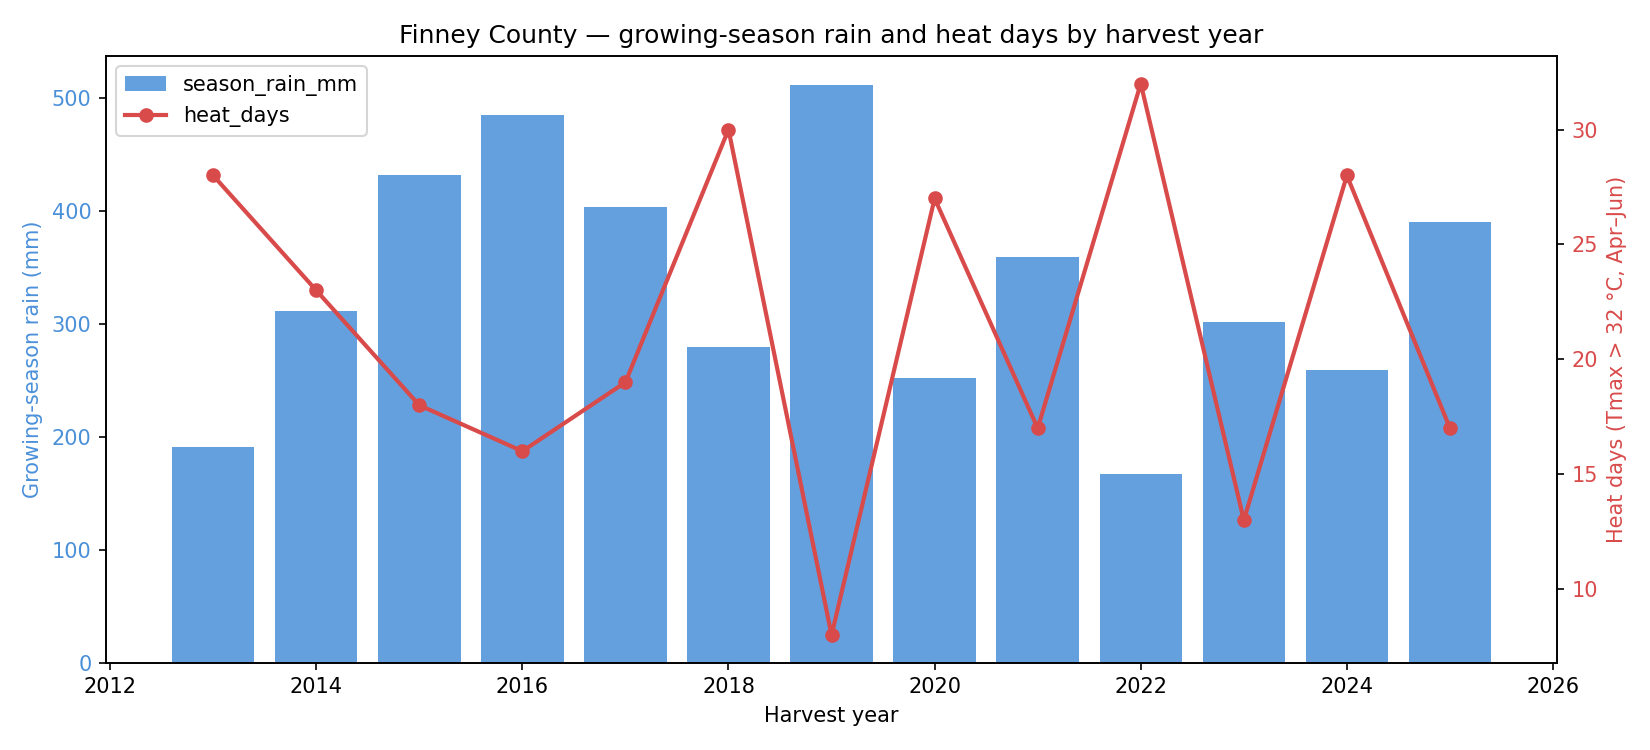 Finney County — growing-season rain and heat days by harvest year
season_rain_mm
heat_days
Growing-season rain (mm)
500
400
300
200
100
0
Heat days (Tmax > 32 °C, Apr–Jun)
30
25
20
15
10
2012 2014 2016 2018 2020 2022 2024 2026
Harvest year